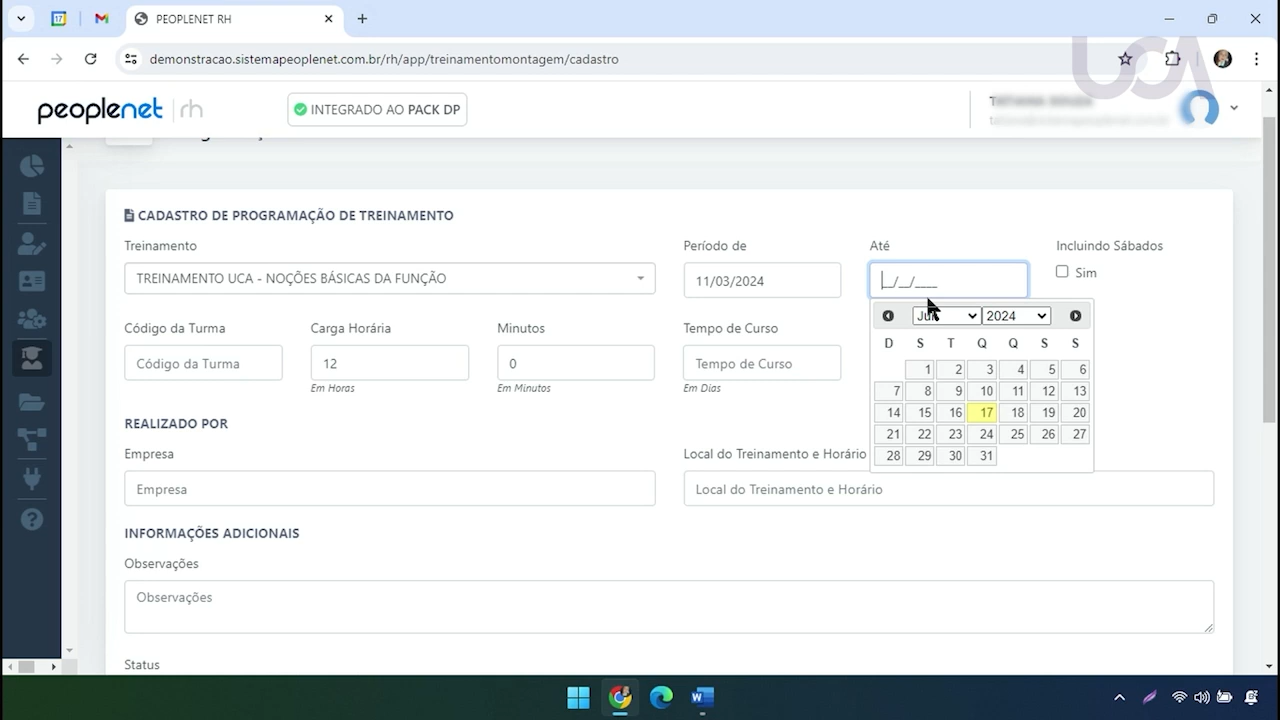 PEOPLENET RH
demonstracao.sistemapeoplenet.com.br/rh/app/treinamentomontagem/cadastro
UCA
peoplenet rh
INTEGRADO AO PACK DP
CADASTRO DE PROGRAMAÇÃO DE TREINAMENTO
Treinamento
Período de
Até
Incluindo Sábados
TREINAMENTO UCA - NOÇÕES BÁSICAS DA FUNÇÃO
11/03/2024
__/__/____
Sim
2024
Código da Turma
Carga Horária
Minutos
Tempo de Curso
D S T Q Q S S
Código da Turma
12
0
Tempo de Curso
1 2 3 4 5 6
Em Horas
Em Minutos
Em Dias
7 8 9 10 11 12 13
14 15 16 17 18 19 20
21 22 23 24 25 26 27
28 29 30 31
REALIZADO POR
Empresa
Local do Treinamento e Horário
Empresa
Local do Treinamento e Horário
INFORMAÇÕES ADICIONAIS
Observações
Observações
Status